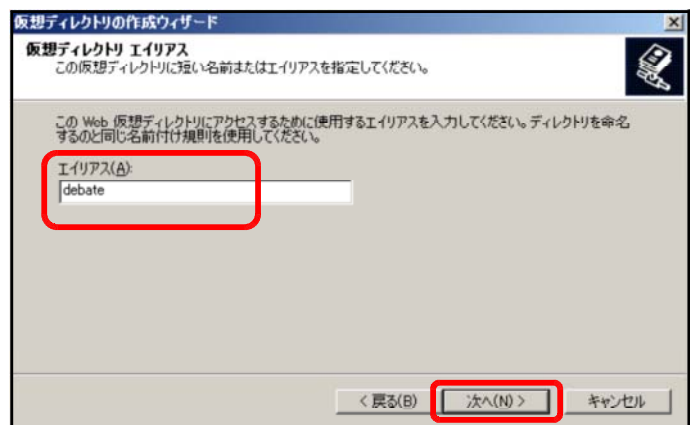 仮想ディレクトリの作成ウィザード
仮想ディレクトリ エイリアス
この仮想ディレクトリに短い名前またはエイリアスを指定してください。
この Web 仮想ディレクトリにアクセスするために使用するエイリアスを入力してください。ディレクトリを命名
するのと同じ名前付け規則を使用してください。
エイリアス(A):
debate
< 戻る(B) 次へ(N) > キャンセル